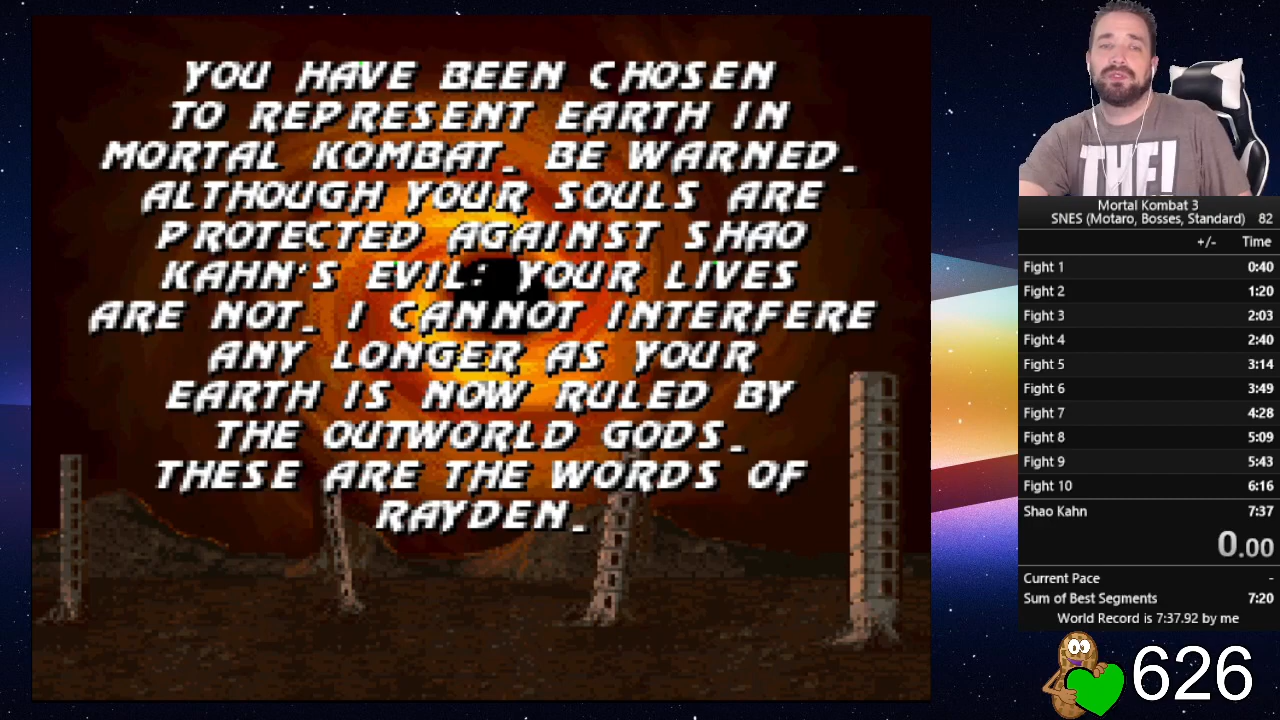 YOU HAVE BEEN CHOSEN
TO REPRESENT EARTH IN
MORTAL KOMBAT. BE WARNED.
ALTHOUGH YOUR SOULS ARE
PROTECTED AGAINST SHAO
KAHN'S EVIL: YOUR LIVES
ARE NOT. I CANNOT INTERFERE
ANY LONGER AS YOUR
EARTH IS NOW RULED BY
THE OUTWORLD GODS.
THESE ARE THE WORDS OF
RAYDEN.
THE!
Mortal Kombat 3
SNES (Motaro, Bosses, Standard) 82
+/- Time
Fight 1 0:40
Fight 2 1:20
Fight 3 2:03
Fight 4 2:40
Fight 5 3:14
Fight 6 3:49
Fight 7 4:28
Fight 8 5:09
Fight 9 5:43
Fight 10 6:16
Shao Kahn 7:37
0.00
Current Pace -
Sum of Best Segments 7:20
World Record is 7:37.92 by me
626